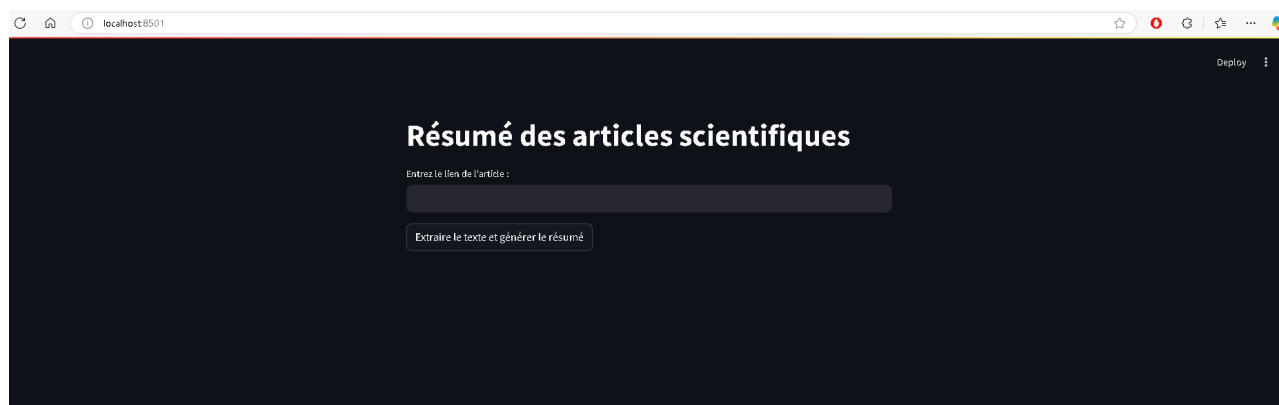 localhost:8501
Deploy
Résumé des articles scientifiques
Entrez le lien de l'article :
Extraire le texte et générer le résumé